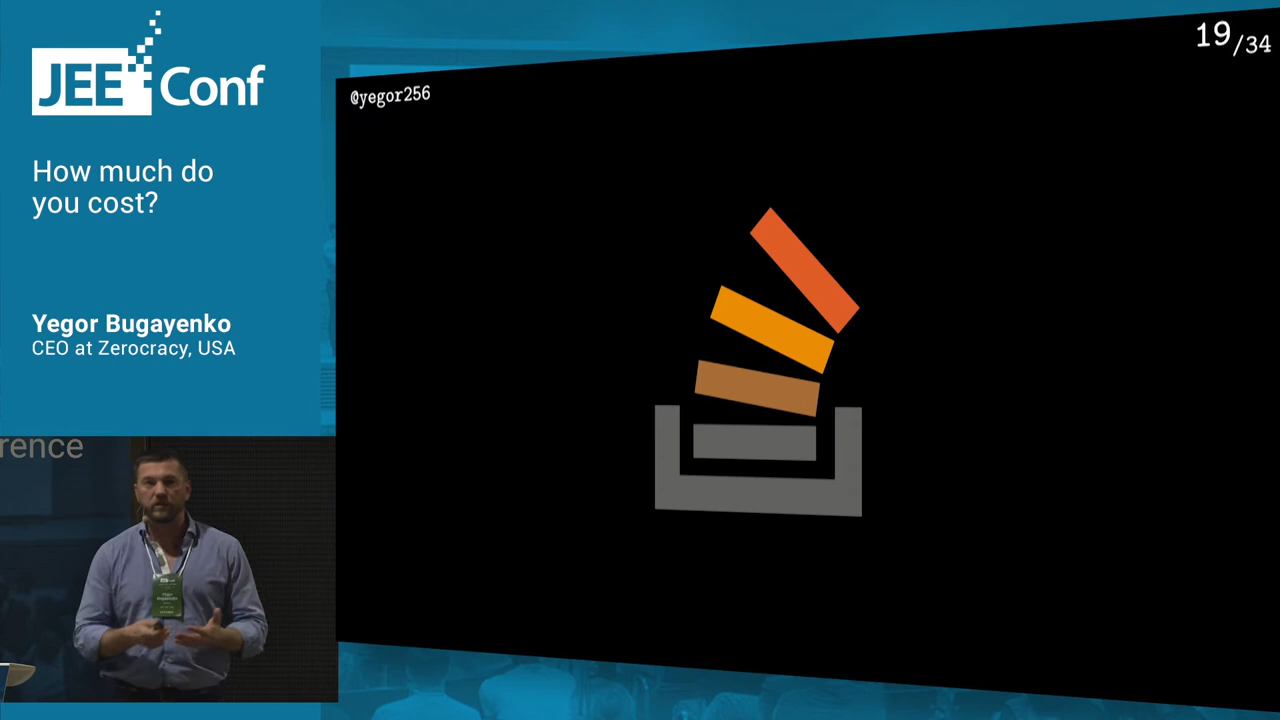 JEE Conf
How much do
you cost?
Yegor Bugayenko
CEO at Zerocracy, USA
rence
@yegor256
19/34